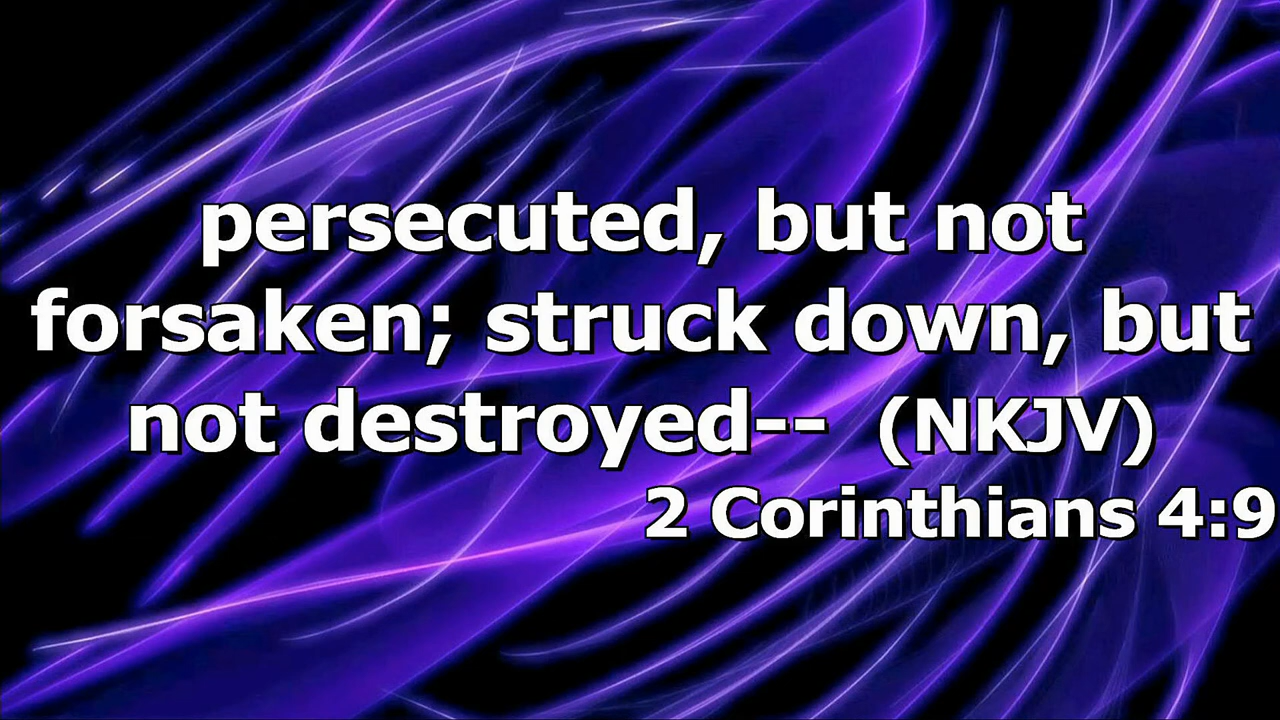 persecuted, but not
forsaken; struck down, but
not destroyed-- (NKJV)
2 Corinthians 4:9